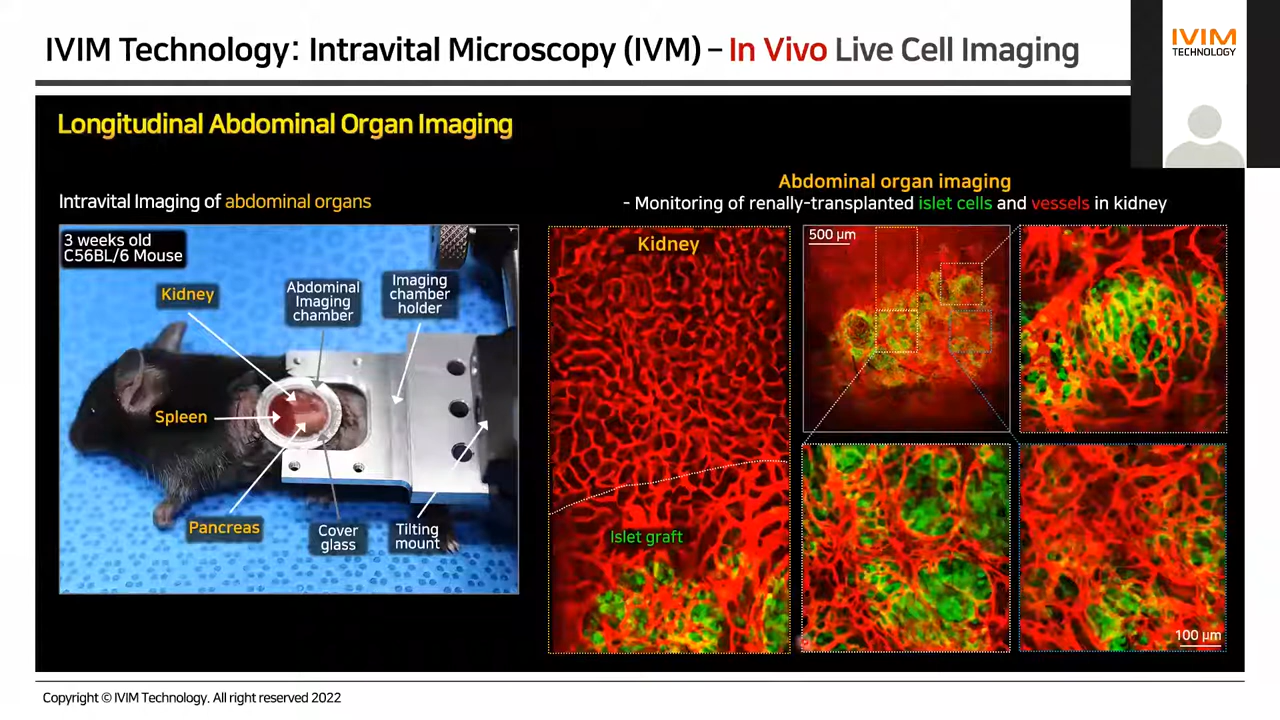 IVIM Technology: Intravital Microscopy (IVM) – In Vivo Live Cell Imaging
IVIM
TECHNOLOGY
Longitudinal Abdominal Organ Imaging
Intravital Imaging of abdominal organs
3 weeks old
C56BL/6 Mouse
Kidney
Abdominal
Imaging
chamber
Imaging
chamber
holder
Spleen
Pancreas
Cover
glass
Tilting
mount
Abdominal organ imaging
- Monitoring of renally-transplanted islet cells and vessels in kidney
Kidney
Islet graft
500 µm
100 µm
Copyright © IVIM Technology. All right reserved 2022